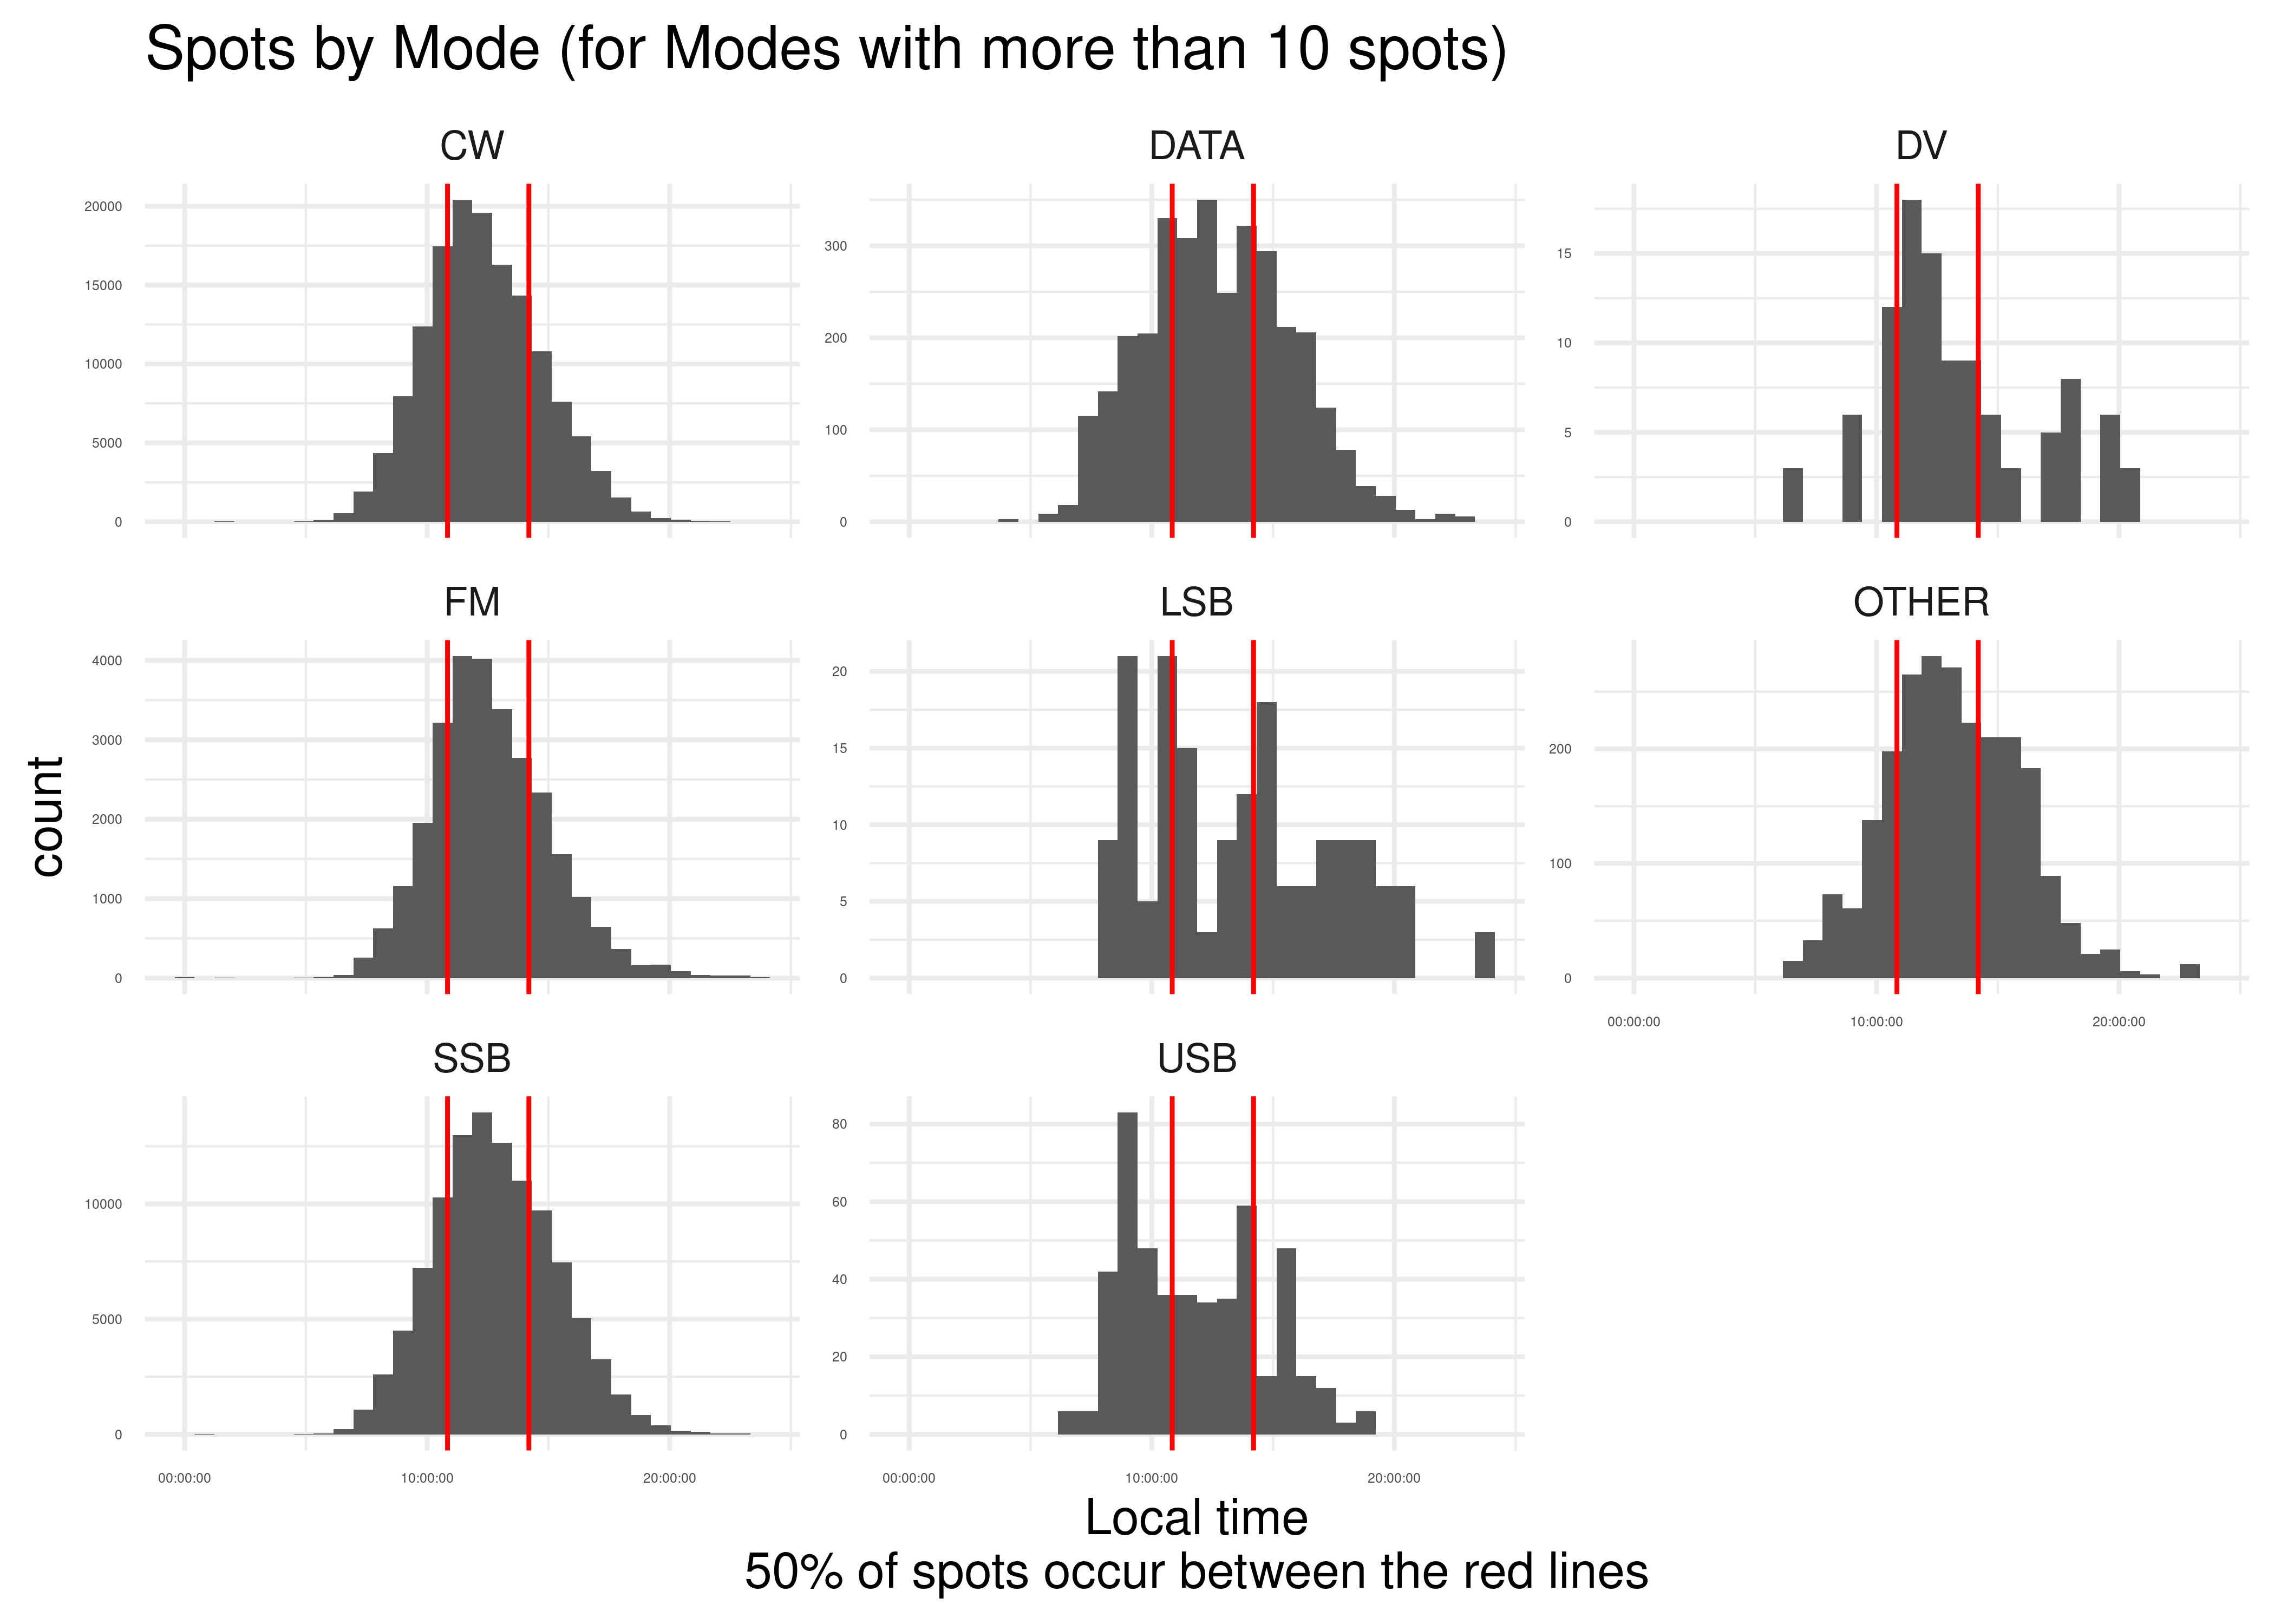 Spots by Mode (for Modes with more than 10 spots)
CW
DATA
DV
20000
15000
10000
5000
0
300
200
100
0
15
10
5
0
FM
LSB
OTHER
4000
3000
2000
1000
0
20
15
10
5
0
200
100
0
00:00:00 10:00:00 20:00:00
count
SSB
USB
10000
5000
0
80
60
40
20
0
00:00:00 10:00:00 20:00:00
00:00:00 10:00:00 20:00:00
Local time
50% of spots occur between the red lines